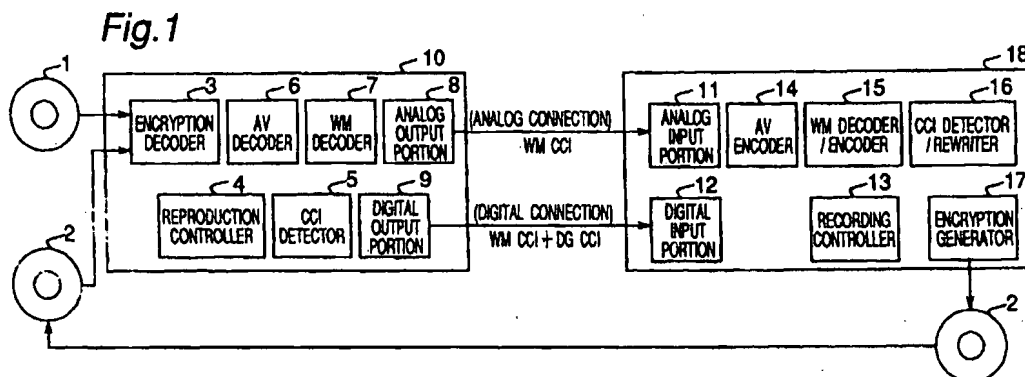 Fig.1
1
10
3
6
7
8
ENCRYPTION
DECODER
AV
DECODER
WM
DECODER
ANALOG
OUTPUT
PORTION
4
5
9
REPRODUCTION
CONTROLLER
CCI
DETECTOR
DIGITAL
OUTPUT
PORTION
2
(ANALOG CONNECTION)
WM CCI
(DIGITAL CONNECTION)
WM CCI + DG CCI
18
11
14
15
16
ANALOG
INPUT
PORTION
AV
ENCODER
WM DECODER
/ENCODER
CCI DETECTOR
/REWRITER
12
13
17
DIGITAL
INPUT
PORTION
RECORDING
CONTROLLER
ENCRYPTION
GENERATOR
2